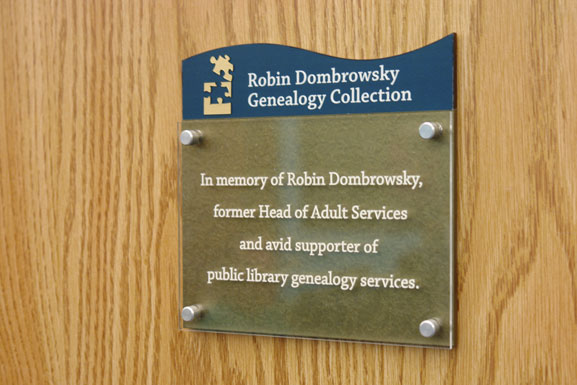 Robin Dombrowsky
Genealogy Collection
In memory of Robin Dombrowsky,
former Head of Adult Services
and avid supporter of
public library genealogy services.